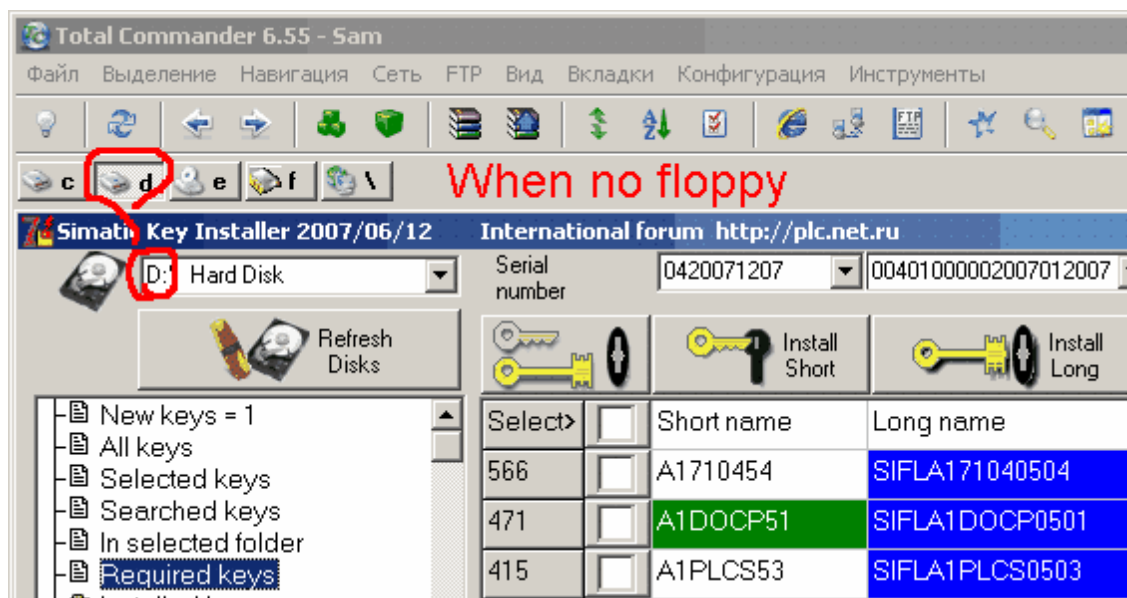 Total Commander 6.55 - Sam
Файл Выделение Навигация Сеть FTP Вид Вкладки Конфигурация Инструменты
FTP
c d e f \ When no floppy
Simatic Key Installer 2007/06/12 International forum http://plc.net.ru
D: Hard Disk Serial number 0420071207 004010000002007012007
Refresh Disks Install Short Install Long
New keys = 1
All keys
Selected keys
Searched keys
In selected folder
Required keys
Select> Short name Long name
566 A1710454 SIFLA171040504
471 A1DOCP51 SIFLA1DOCP0501
415 A1PLCS53 SIFLA1PLCS0503